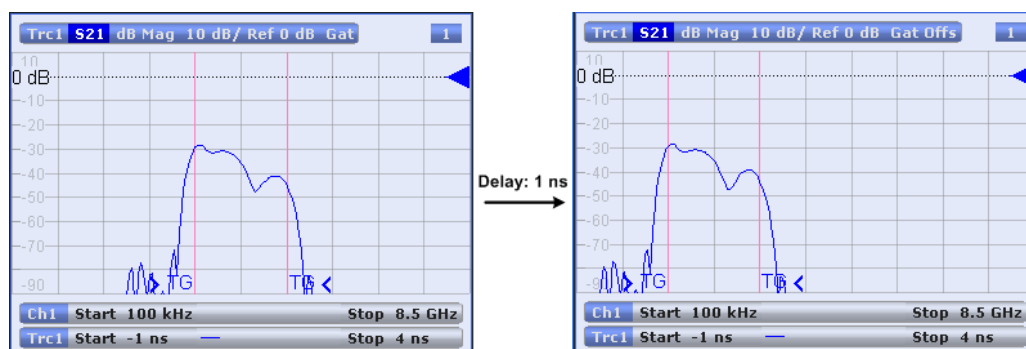 Trc1 S21 dB Mag 10 dB/ Ref 0 dB Gat 1
10
0 dB
-10
-20
-30
-40
-50
-60
-70
-90
TG TG
Ch1 Start 100 kHz Stop 8.5 GHz
Trc1 Start -1 ns Stop 4 ns
Delay: 1 ns
Trc1 S21 dB Mag 10 dB/ Ref 0 dB Gat Offs 1
10
0 dB
-10
-20
-30
-40
-50
-60
-70
-90
TG TG
Ch1 Start 100 kHz Stop 8.5 GHz
Trc1 Start -1 ns Stop 4 ns